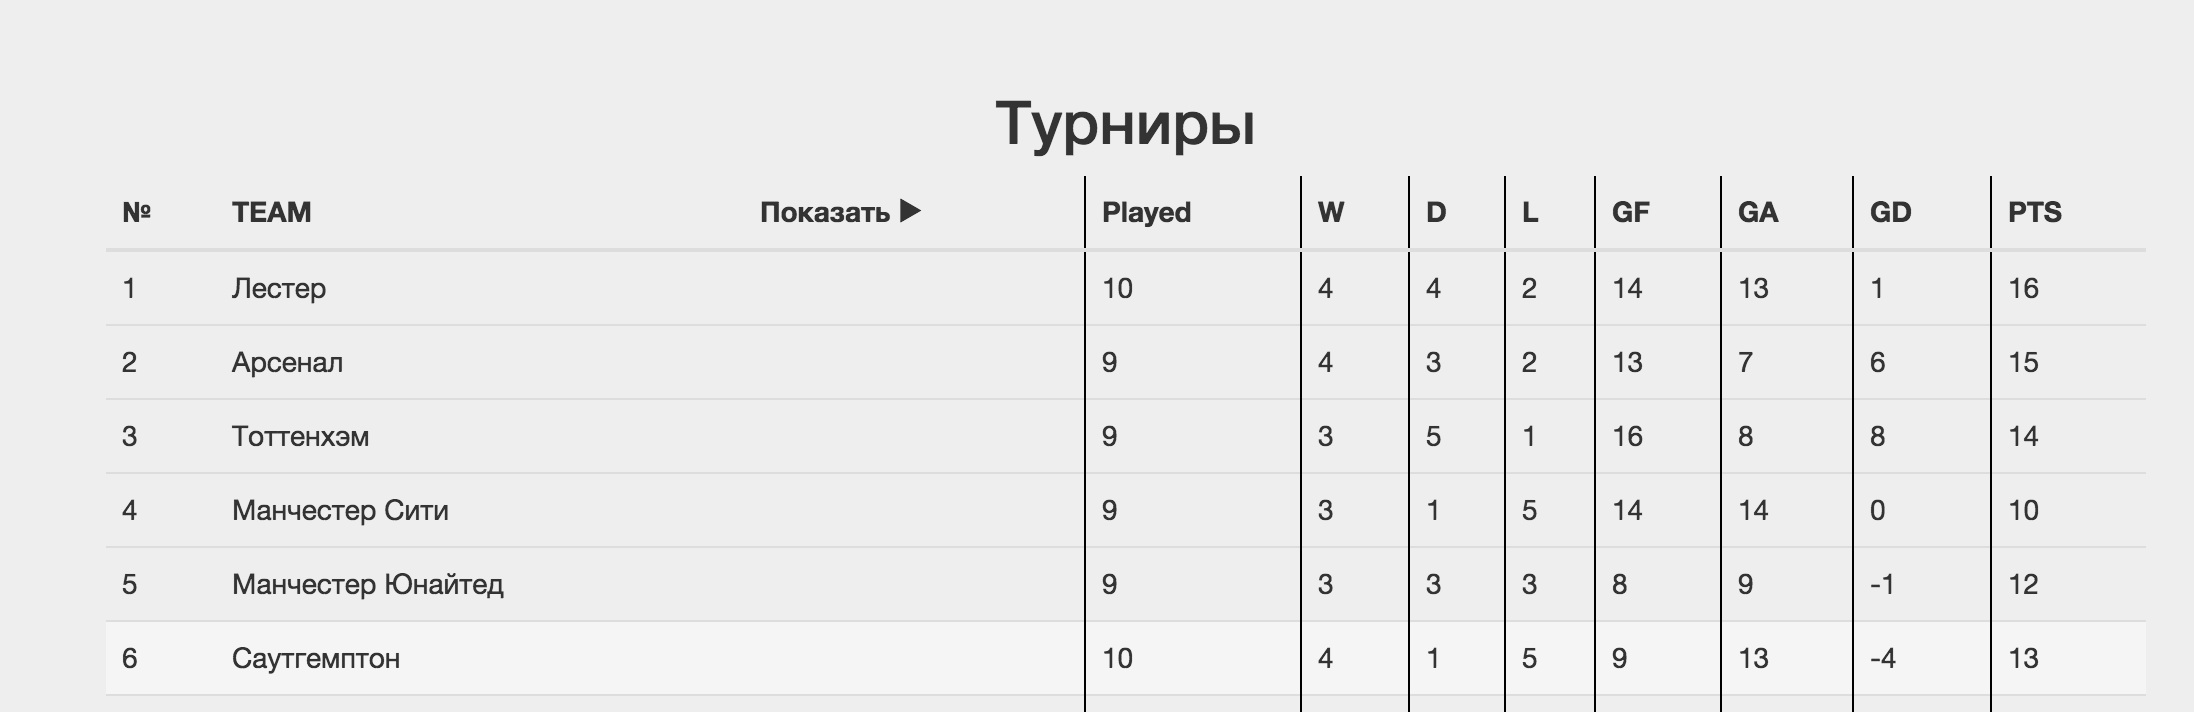 Турниры
№ TEAM Показать ▶ Played W D L GF GA GD PTS
1 Лестер 10 4 4 2 14 13 1 16
2 Арсенал 9 4 3 2 13 7 6 15
3 Тоттенхэм 9 3 5 1 16 8 8 14
4 Манчестер Сити 9 3 1 5 14 14 0 10
5 Манчестер Юнайтед 9 3 3 3 8 9 -1 12
6 Саутгемптон 10 4 1 5 9 13 -4 13